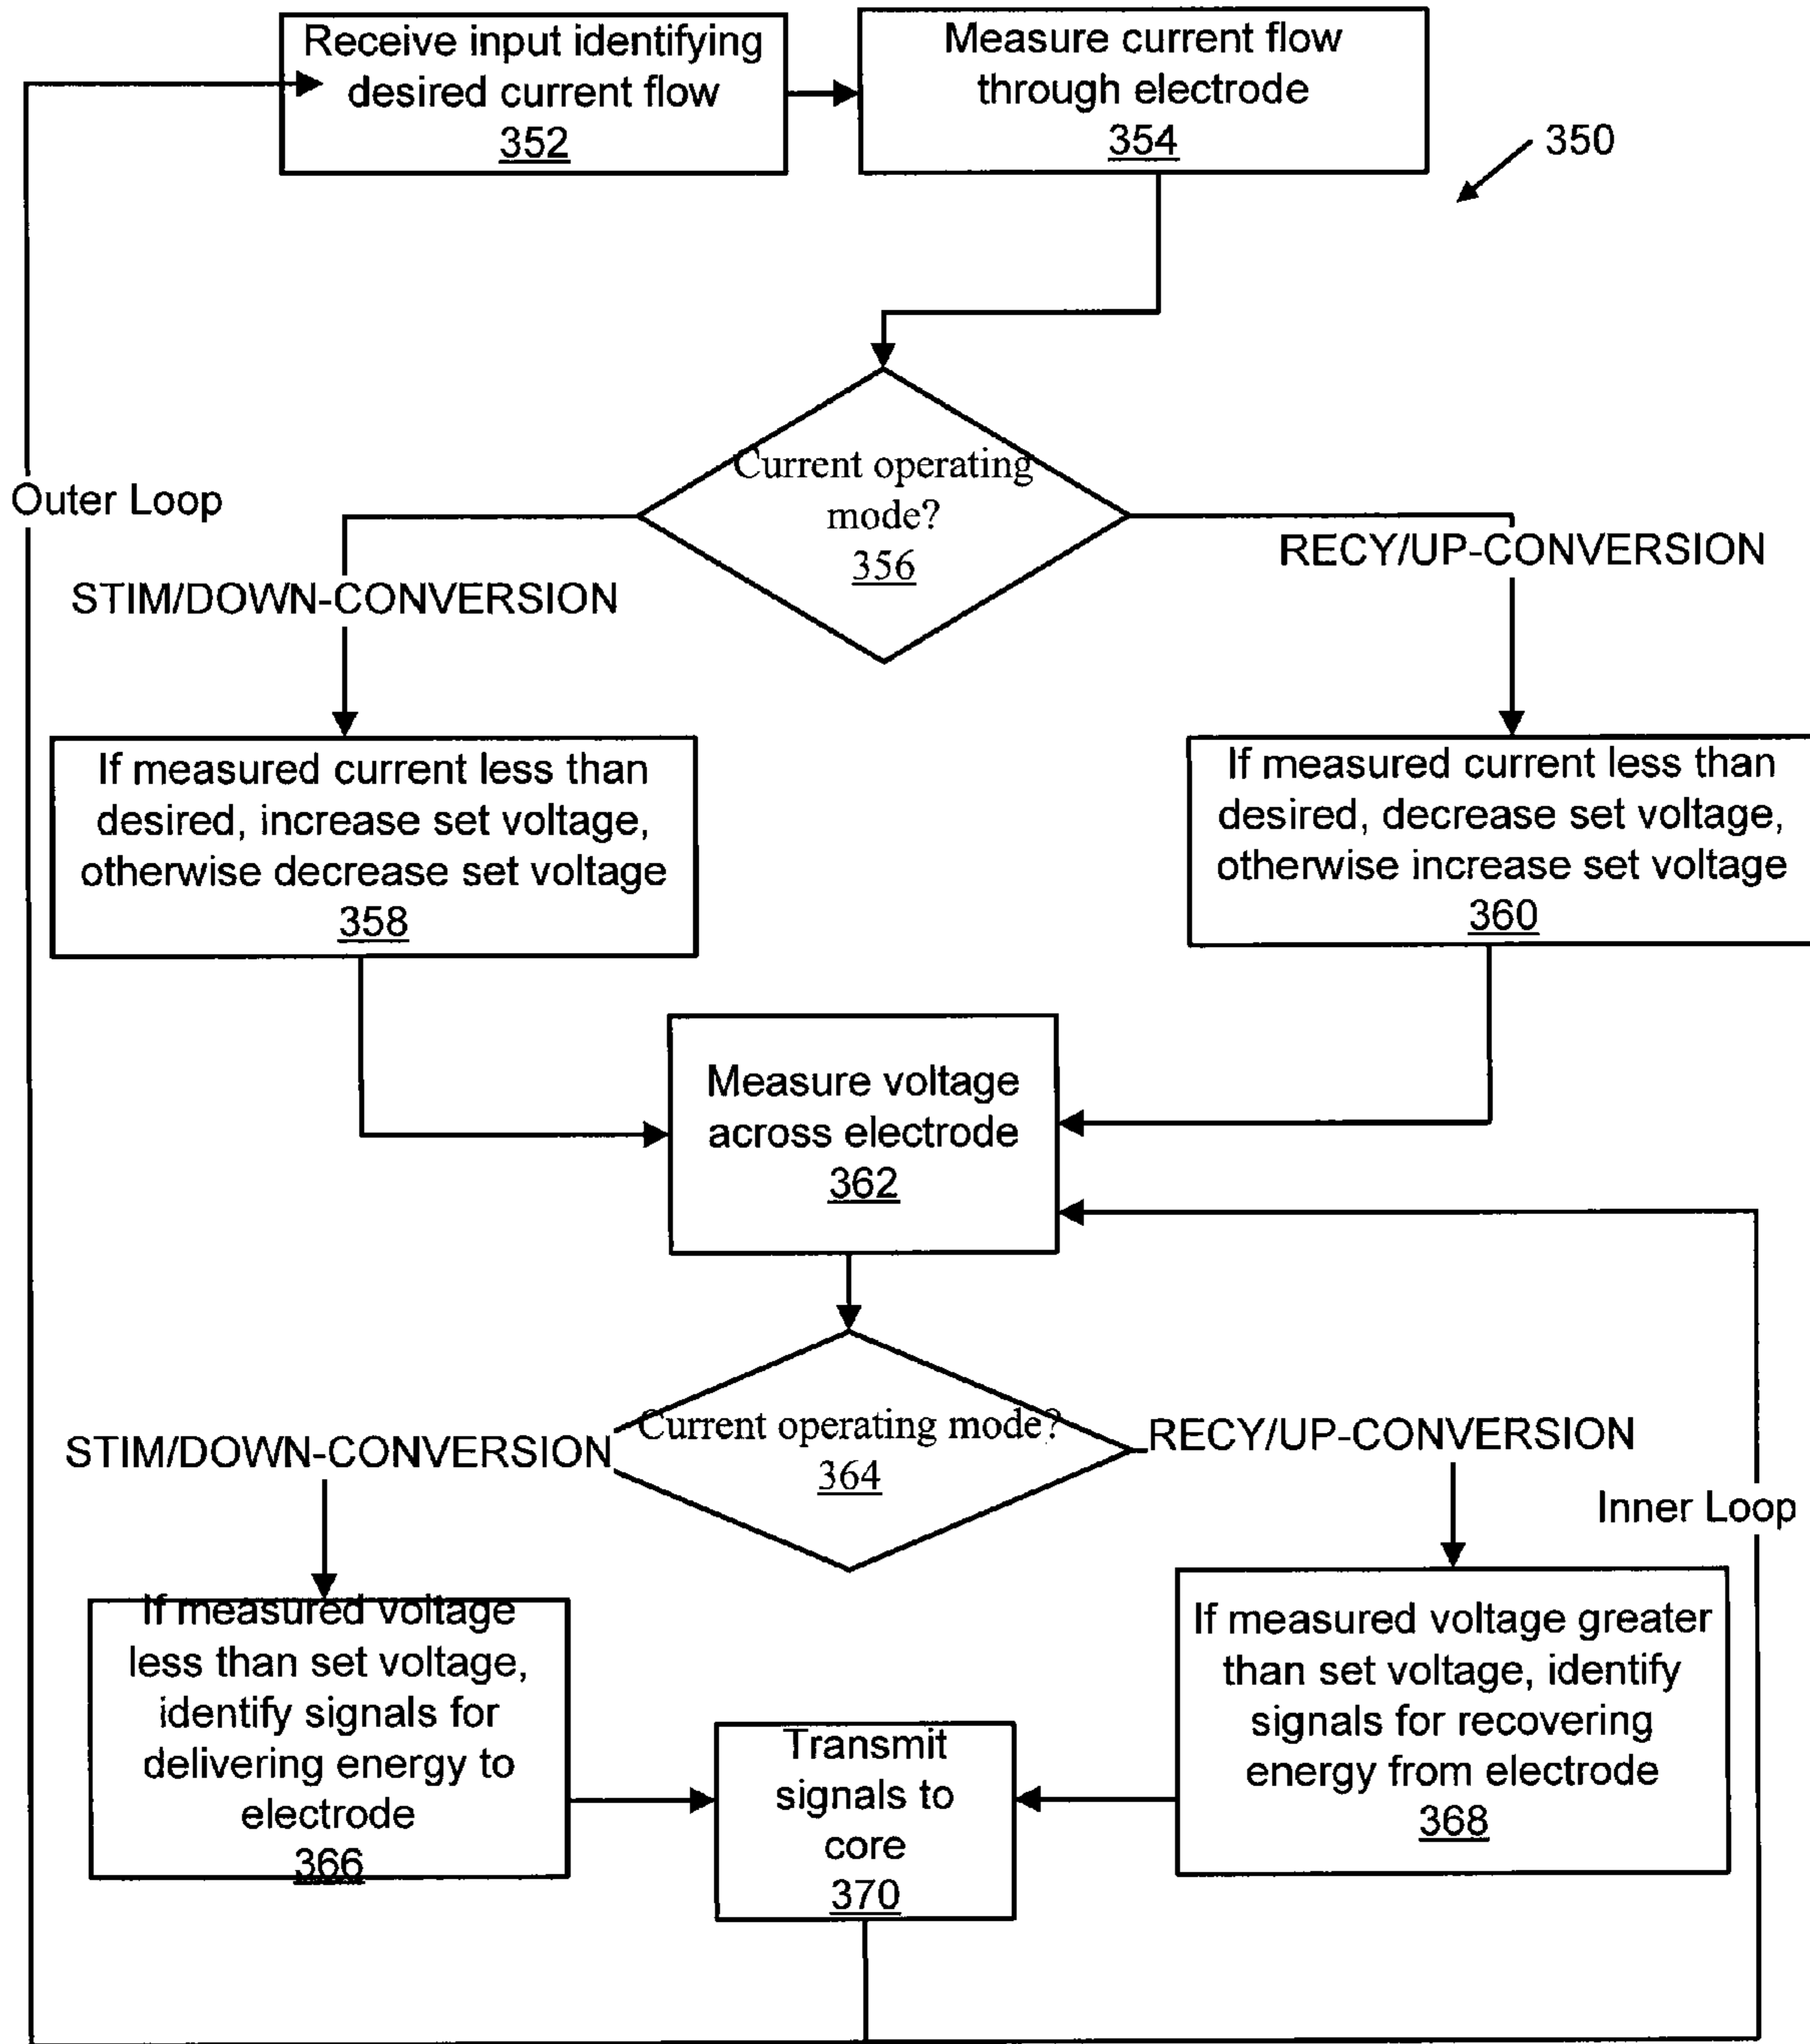 Receive input identifying
desired current flow
352
Measure current flow
through electrode
354
350
Current operating
mode?
356
Outer Loop
STIM/DOWN-CONVERSION
RECY/UP-CONVERSION
If measured current less than
desired, increase set voltage,
otherwise decrease set voltage
358
If measured current less than
desired, decrease set voltage,
otherwise increase set voltage
360
Measure voltage
across electrode
362
Current operating mode?
364
STIM/DOWN-CONVERSION
RECY/UP-CONVERSION
Inner Loop
If measured voltage
less than set voltage,
identify signals for
delivering energy to
electrode
366
If measured voltage greater
than set voltage, identify
signals for recovering
energy from electrode
368
Transmit
signals to
core
370